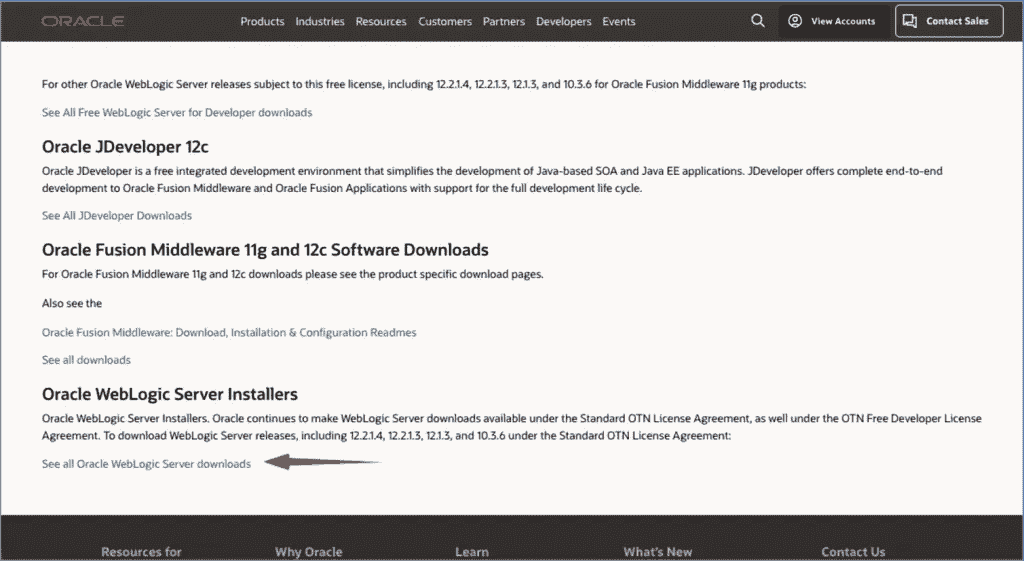 ORACLE
Products Industries Resources Customers Partners Developers Events
View Accounts
Contact Sales
For other Oracle WebLogic Server releases subject to this free license, including 12.2.1.4, 12.2.1.3, 12.1.3, and 10.3.6 for Oracle Fusion Middleware 11g products:
See All Free WebLogic Server for Developer downloads
Oracle JDeveloper 12c
Oracle JDeveloper is a free integrated development environment that simplifies the development of Java-based SOA and Java EE applications. JDeveloper offers complete end-to-end
development to Oracle Fusion Middleware and Oracle Fusion Applications with support for the full development life cycle.
See All JDeveloper Downloads
Oracle Fusion Middleware 11g and 12c Software Downloads
For Oracle Fusion Middleware 11g and 12c downloads please see the product specific download pages.
Also see the
Oracle Fusion Middleware: Download, Installation & Configuration Readmes
See all downloads
Oracle WebLogic Server Installers
Oracle WebLogic Server Installers. Oracle continues to make WebLogic Server downloads available under the Standard OTN License Agreement, as well under the OTN Free Developer License
Agreement. To download WebLogic Server releases, including 12.2.1.4, 12.2.1.3, 12.1.3, and 10.3.6 under the Standard OTN License Agreement:
See all Oracle WebLogic Server downloads
Resources for Why Oracle Learn What's New Contact Us